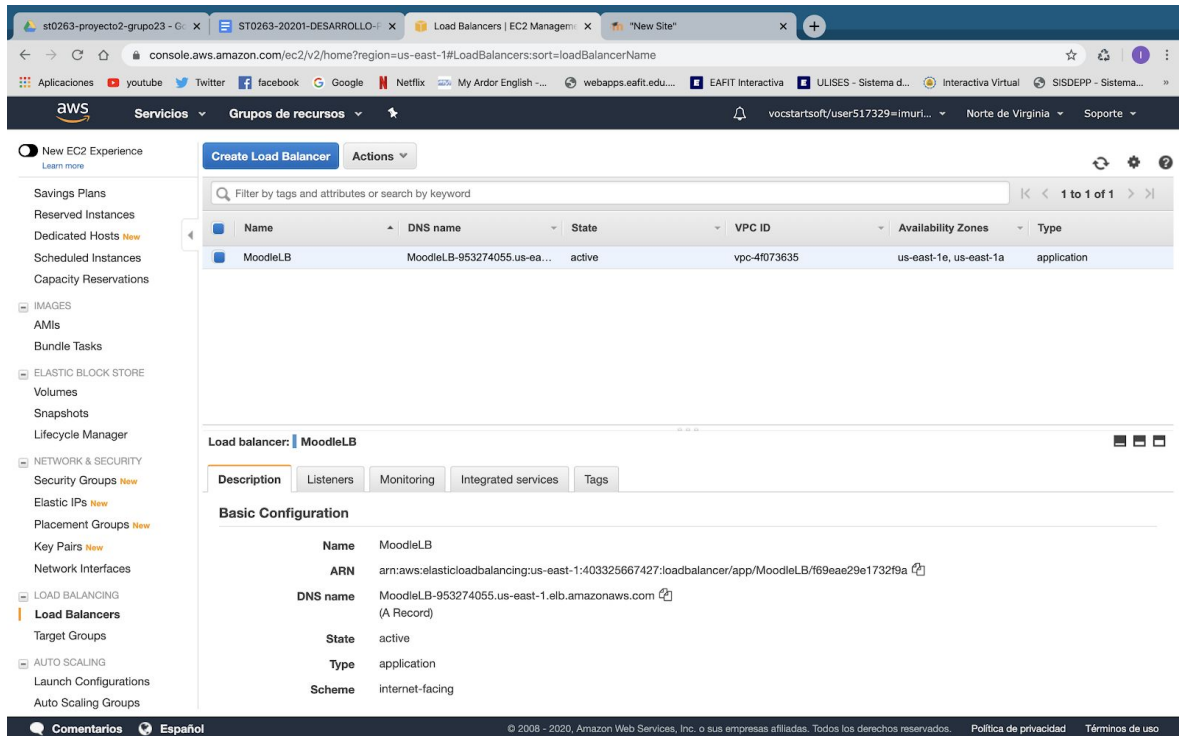 st0263-proyecto2-grupo23 - Go
ST0263-20201-DESARROLLO-P
Load Balancers | EC2 Manageme
"New Site"
console.aws.amazon.com/ec2/v2/home?region=us-east-1#LoadBalancers:sort=loadBalancerName
Aplicaciones youtube Twitter facebook Google Netflix My Ardor English -... webapps.eafit.edu.... EAFIT Interactiva ULISES - Sistema d... Interactiva Virtual SISDEPP - Sistema... »
aws Servicios Grupos de recursos vocstartsoft/user517329=imuri... Norte de Virginia Soporte
New EC2 Experience
Learn more
Savings Plans
Reserved Instances
Dedicated Hosts New
Scheduled Instances
Capacity Reservations
IMAGES
AMIs
Bundle Tasks
ELASTIC BLOCK STORE
Volumes
Snapshots
Lifecycle Manager
NETWORK & SECURITY
Security Groups New
Elastic IPs New
Placement Groups New
Key Pairs New
Network Interfaces
LOAD BALANCING
Load Balancers
Target Groups
AUTO SCALING
Launch Configurations
Auto Scaling Groups
Create Load Balancer Actions
Filter by tags and attributes or search by keyword 1 to 1 of 1
Name DNS name State VPC ID Availability Zones Type
MoodleLB MoodleLB-953274055.us-ea... active vpc-4f073635 us-east-1e, us-east-1a application
Load balancer: MoodleLB
Description Listeners Monitoring Integrated services Tags
Basic Configuration
Name MoodleLB
ARN arn:aws:elasticloadbalancing:us-east-1:403325667427:loadbalancer/app/MoodleLB/f69eae29e1732f9a
DNS name MoodleLB-953274055.us-east-1.elb.amazonaws.com
(A Record)
State active
Type application
Scheme internet-facing
Comentarios Español © 2008 - 2020, Amazon Web Services, Inc. o sus empresas afiliadas. Todos los derechos reservados. Política de privacidad Términos de uso